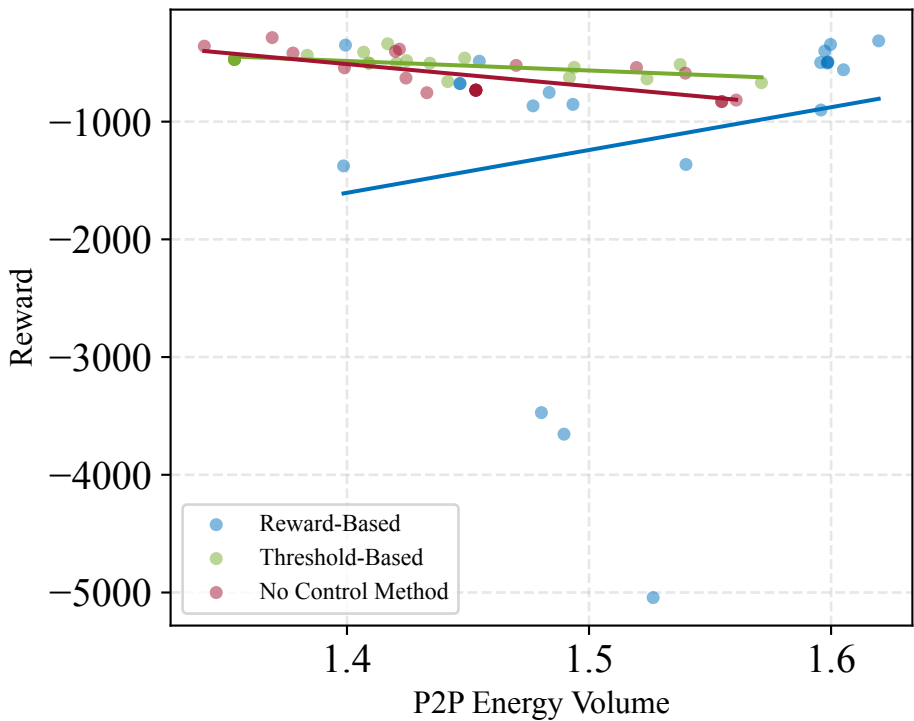 −1000
−2000
−3000
−4000
−5000
Reward
Reward-Based
Threshold-Based
No Control Method
1.4
1.5
1.6
P2P Energy Volume